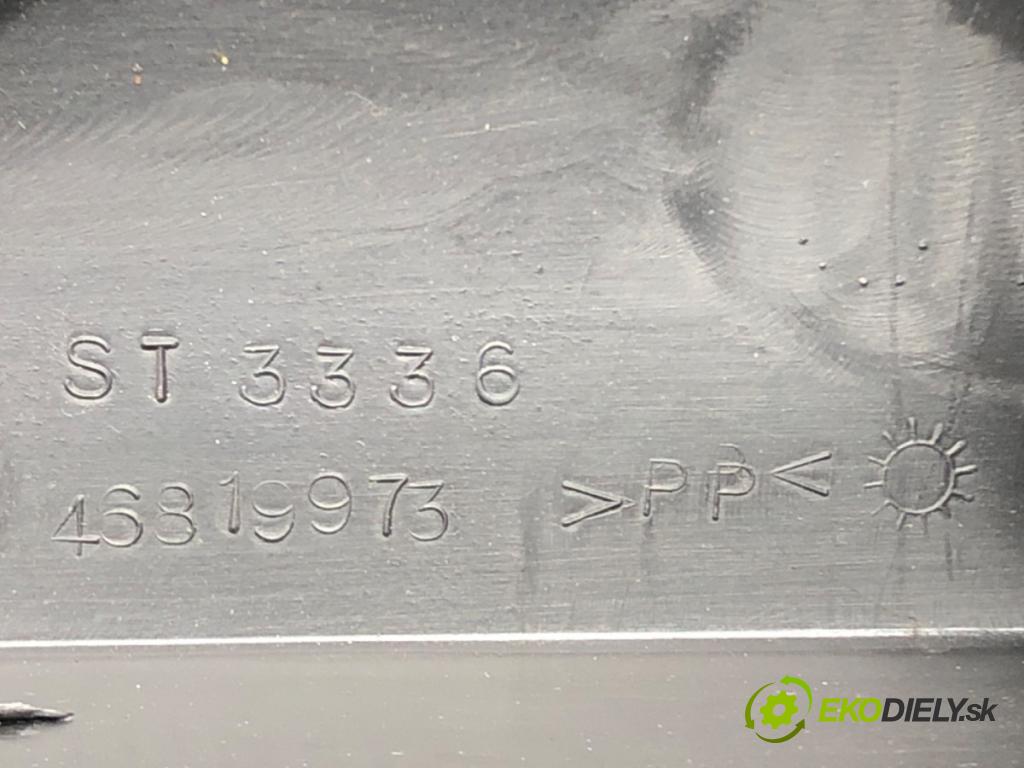 ST 3336
46819973 >PP<
EKODIELY.sk